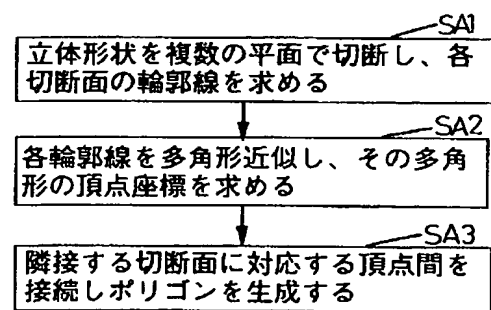 SA1
立体形状を複数の平面で切断し、各
切断面の輪郭線を求める
SA2
各輪郭線を多角形近似し、その多角
形の頂点座標を求める
SA3
隣接する切断面に対応する頂点間を
接続しポリゴンを生成する